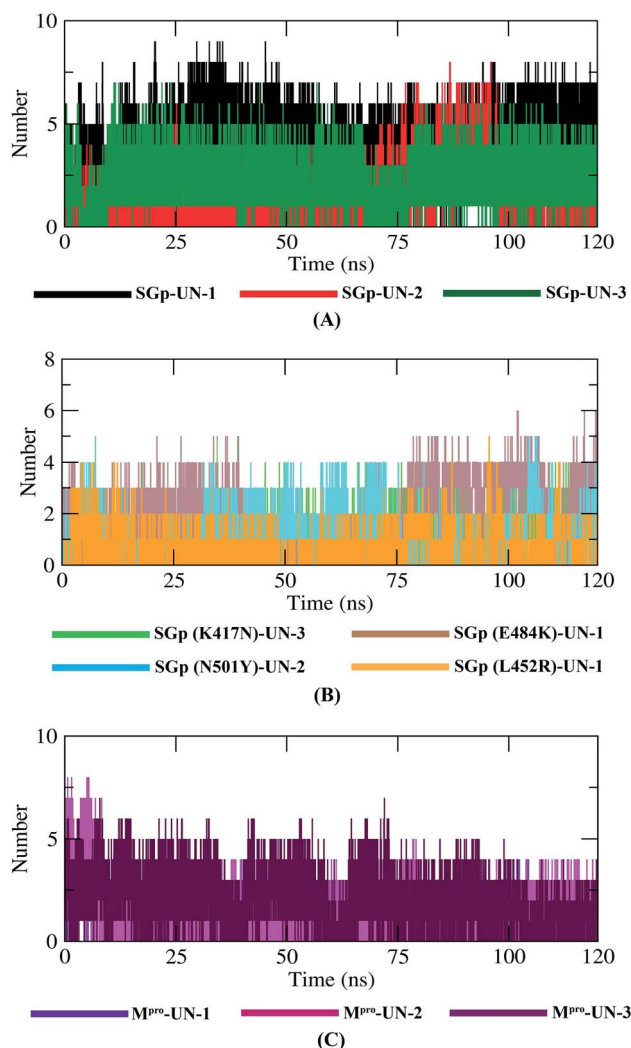 10
5
0
Number
0 25 50 75 100 120
Time (ns)
SGp-UN-1 SGp-UN-2 SGp-UN-3
(A)
8
6
4
2
0
Number
0 25 50 75 100 120
Time (ns)
SGp (K417N)-UN-3 SGp (E484K)-UN-1
SGp (N501Y)-UN-2 SGp (L452R)-UN-1
(B)
10
5
0
Number
0 25 50 75 100 120
Time (ns)
Mᵖʳᵒ-UN-1 Mᵖʳᵒ-UN-2 Mᵖʳᵒ-UN-3
(C)